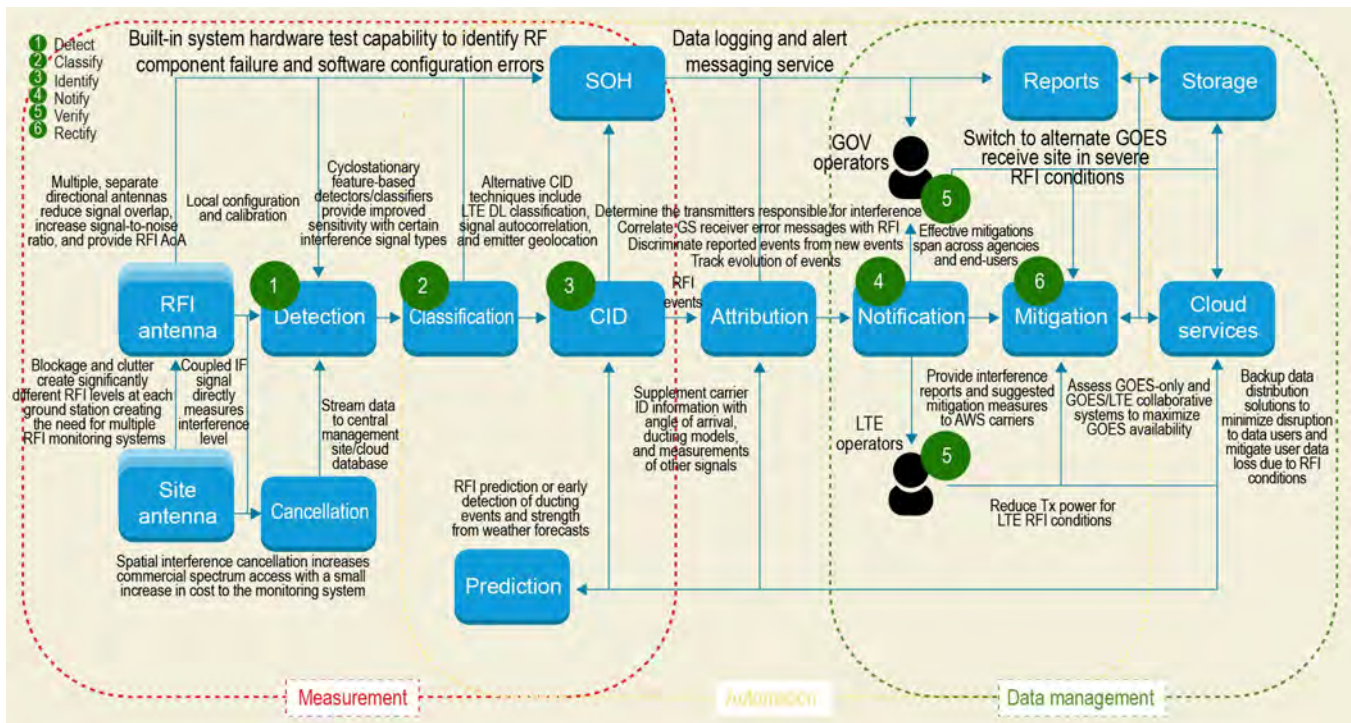 1 Detect
2 Classify
3 Identify
4 Notify
5 Verify
6 Rectify
Built-in system hardware test capability to identify RF
component failure and software configuration errors
SOH
Data logging and alert
messaging service
Reports
Storage
GOV
operators
5
Switch to alternate GOES
receive site in severe
RFI conditions
Multiple, separate
directional antennas
reduce signal overlap,
increase signal-to-noise
ratio, and provide RFI AoA
Local configuration
and calibration
Cyclostationary
feature-based
detectors/classifiers
provide improved
sensitivity with certain
interference signal types
Alternative CID
techniques include
LTE DL classification,
signal autocorrelation,
and emitter geolocation
Determine the transmitters responsible for interference
Correlate GS receiver error messages with RFI
Discriminate reported events from new events
Track evolution of events
Effective mitigations
span across agencies
and end-users
RFI
antenna
1
Detection
2
Classification
3
CID
RFI
events
Attribution
4
Notification
6
Mitigation
Cloud
services
Blockage and clutter
create significantly
different RFI levels at each
ground station creating
the need for multiple
RFI monitoring systems
Coupled IF
signal
directly
measures
interference
level
Stream data
to central
management
site/cloud
database
Supplement carrier
ID information with
angle of arrival,
ducting models,
and measurements
of other signals
Provide interference
reports and suggested
mitigation measures
to AWS carriers
Assess GOES-only and
GOES/LTE collaborative
systems to maximize
GOES availability
Backup data
distribution
solutions to
minimize disruption
to data users and
mitigate user data
loss due to RFI
conditions
LTE
operators
5
Site
antenna
Cancellation
RFI prediction or early
detection of ducting
events and strength
from weather forecasts
Reduce Tx power for
LTE RFI conditions
Spatial interference cancellation increases
commercial spectrum access with a small
increase in cost to the monitoring system
Prediction
Measurement
Automation
Data management